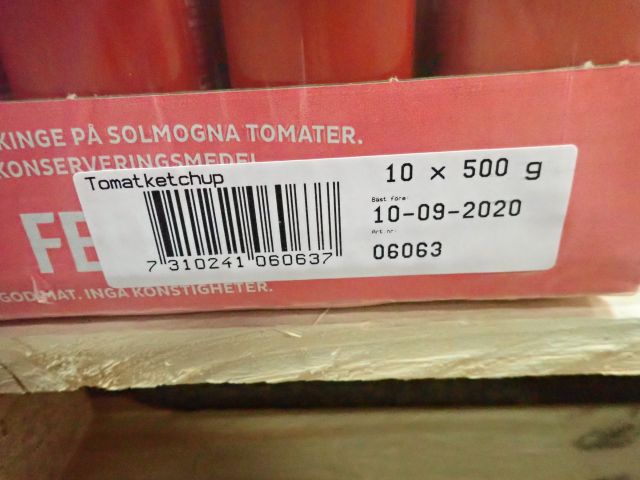 KINGE PÅ SOLMOGNA TOMATER.
KONSERVERINGSMEDEL
Tomatketchup
10 x 500 g
Bäst före:
10-09-2020
Art nr:
06063
7 310241 060637
FE
GOD MAT. INGA KONSTIGHETER.